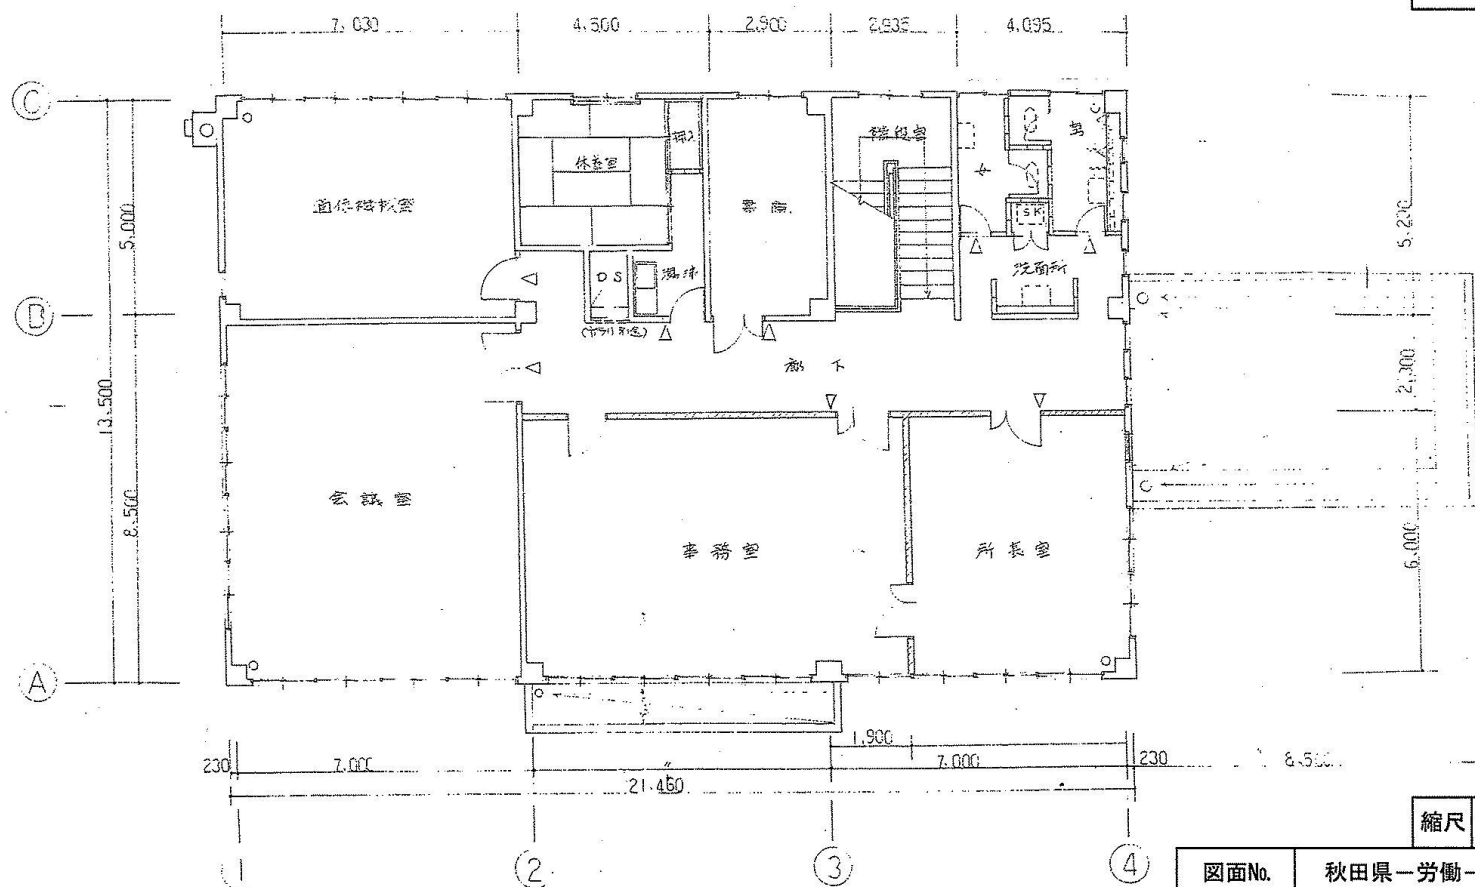 7,030 4,500 2,900 2,935 4,095
C
休養室
押入
書庫
階段室
女
男
SK
洗面所
DS
湯沸
5,000
5,200
B
廊下
13,500
8,500
2,300
会議室
事務室
所長室
6,000
A
1,900
230 7,000 〃 7,000 230
21,460
1 2 3 4
縮尺
図面No. 秋田県ー労働ー